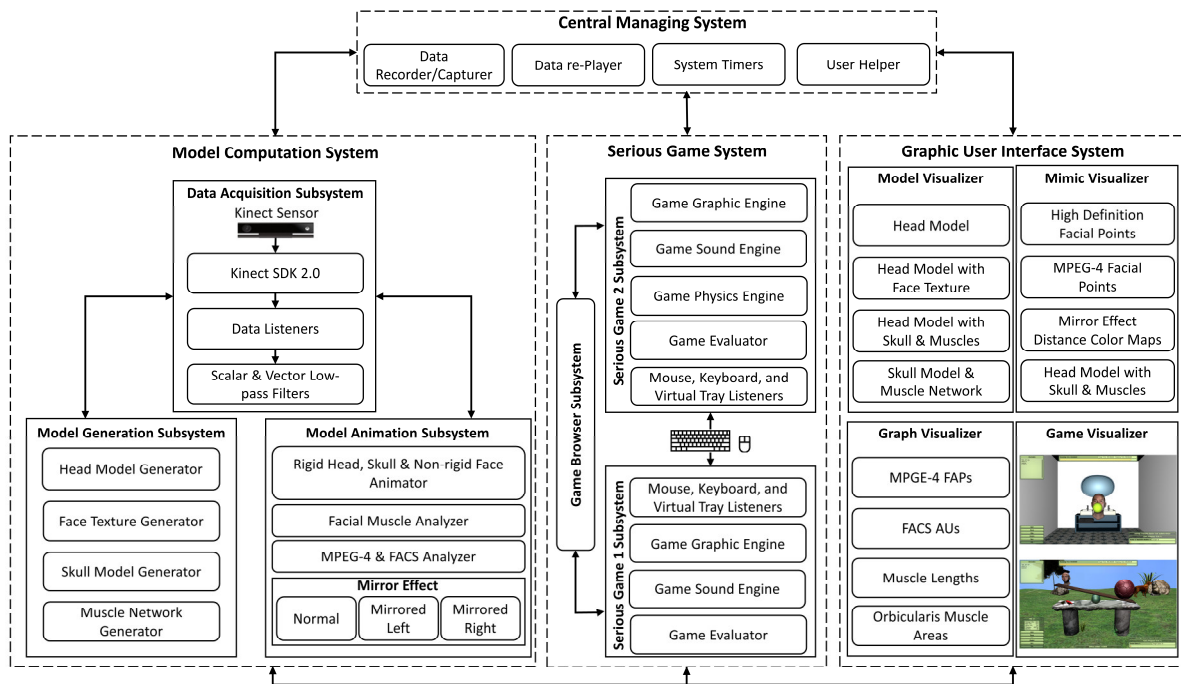 Central Managing System
Data
Recorder/Capturer
Data re-Player
System Timers
User Helper
Model Computation System
Data Acquisition Subsystem
Kinect Sensor
Kinect SDK 2.0
Data Listeners
Scalar & Vector Low-
pass Filters
Model Generation Subsystem
Head Model Generator
Face Texture Generator
Skull Model Generator
Muscle Network
Generator
Model Animation Subsystem
Rigid Head, Skull & Non-rigid Face
Animator
Facial Muscle Analyzer
MPEG-4 & FACS Analyzer
Mirror Effect
Normal
Mirrored
Left
Mirrored
Right
Serious Game System
Game Browser Subsystem
Serious Game 2 Subsystem
Game Graphic Engine
Game Sound Engine
Game Physics Engine
Game Evaluator
Mouse, Keyboard, and
Virtual Tray Listeners
Serious Game 1 Subsystem
Mouse, Keyboard, and
Virtual Tray Listeners
Game Graphic Engine
Game Sound Engine
Game Evaluator
Graphic User Interface System
Model Visualizer
Head Model
Head Model with
Face Texture
Head Model with
Skull & Muscles
Skull Model &
Muscle Network
Mimic Visualizer
High Definition
Facial Points
MPEG-4 Facial
Points
Mirror Effect
Distance Color Maps
Head Model with
Skull & Muscles
Graph Visualizer
MPGE-4 FAPs
FACS AUs
Muscle Lengths
Orbicularis Muscle
Areas
Game Visualizer